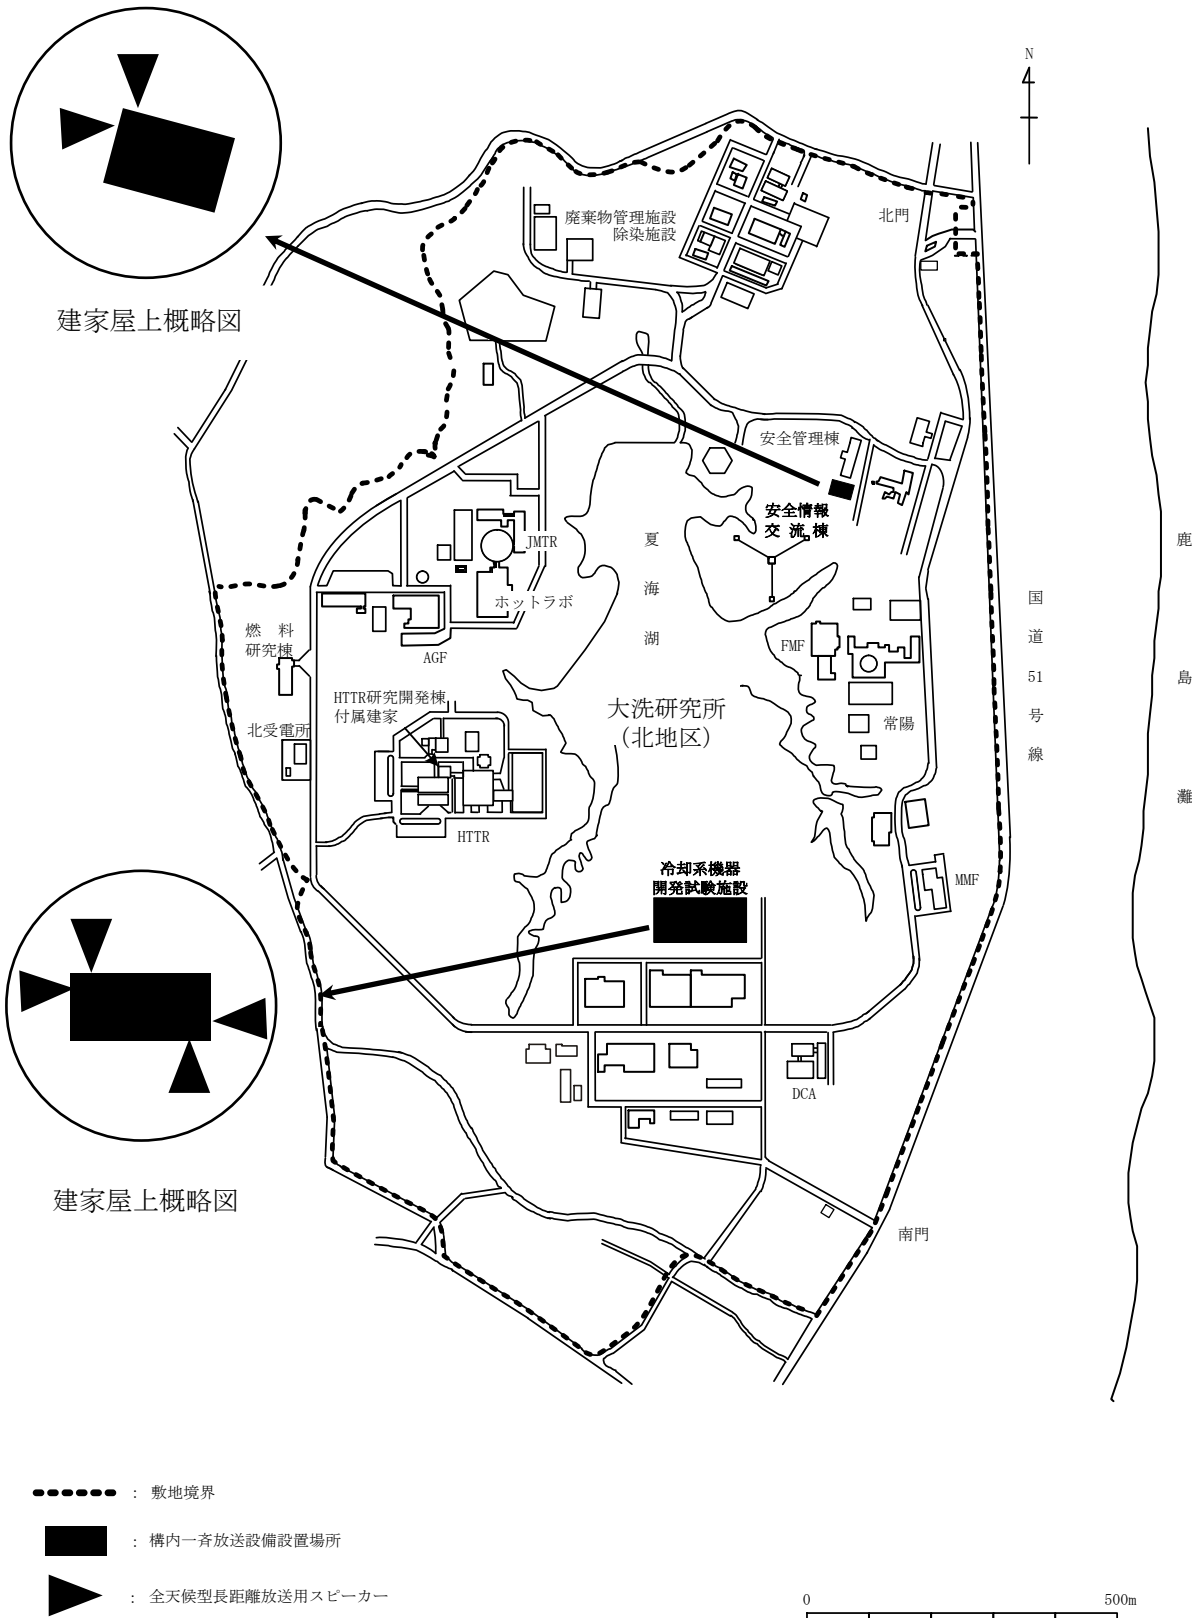 N
北門
廃棄物管理施設
除染施設
建家屋上概略図
安全管理棟
安全情報
交流棟
JMTR
ホットラボ
夏海湖
鹿島灘
国道51号線
燃料
研究棟
AGF
FMF
HTTR研究開発棟
付属建家
大洗研究所
(北地区)
北受電所
常陽
HTTR
冷却系機器
開発試験施設
MMF
DCA
建家屋上概略図
南門
: 敷地境界
: 構内一斉放送設備設置場所
: 全天候型長距離放送用スピーカー
0 500m